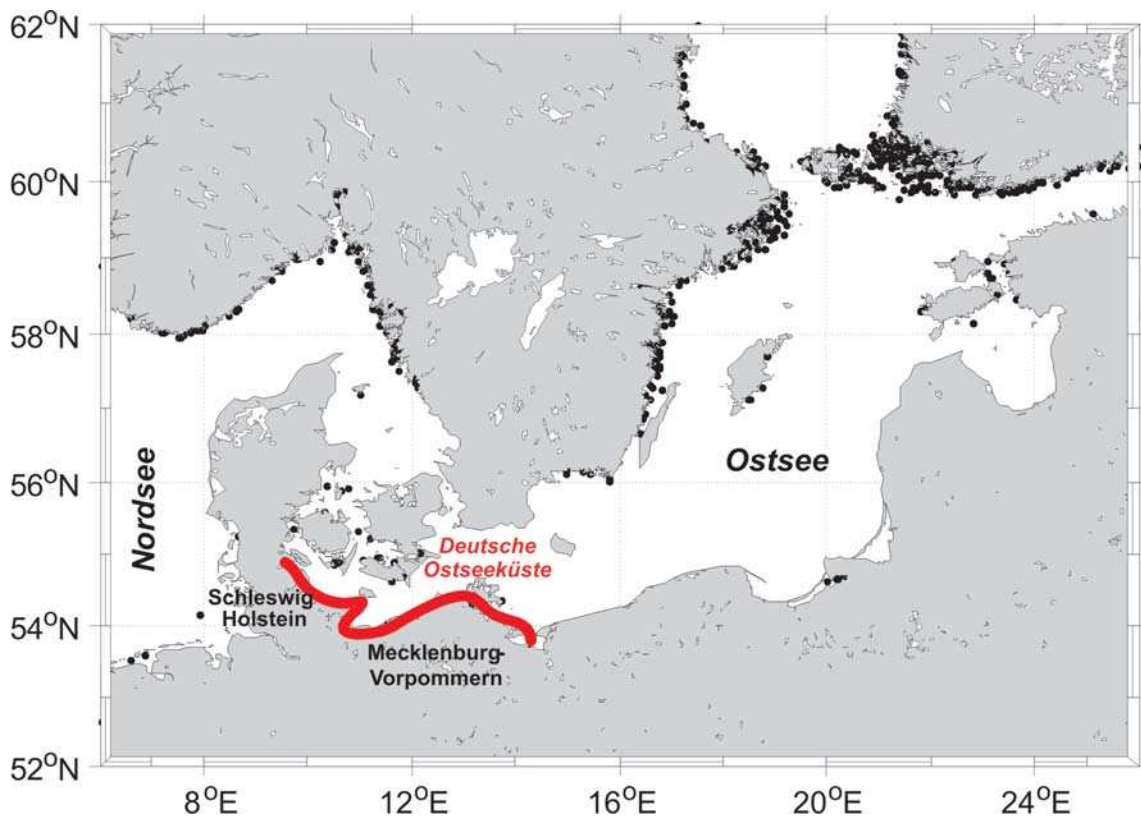 62°N
60°N
58°N
56°N
54°N
52°N
Nordsee
Ostsee
Deutsche
Ostseeküste
Schleswig
Holstein
Mecklenburg-
Vorpommern
8°E
12°E
16°E
20°E
24°E